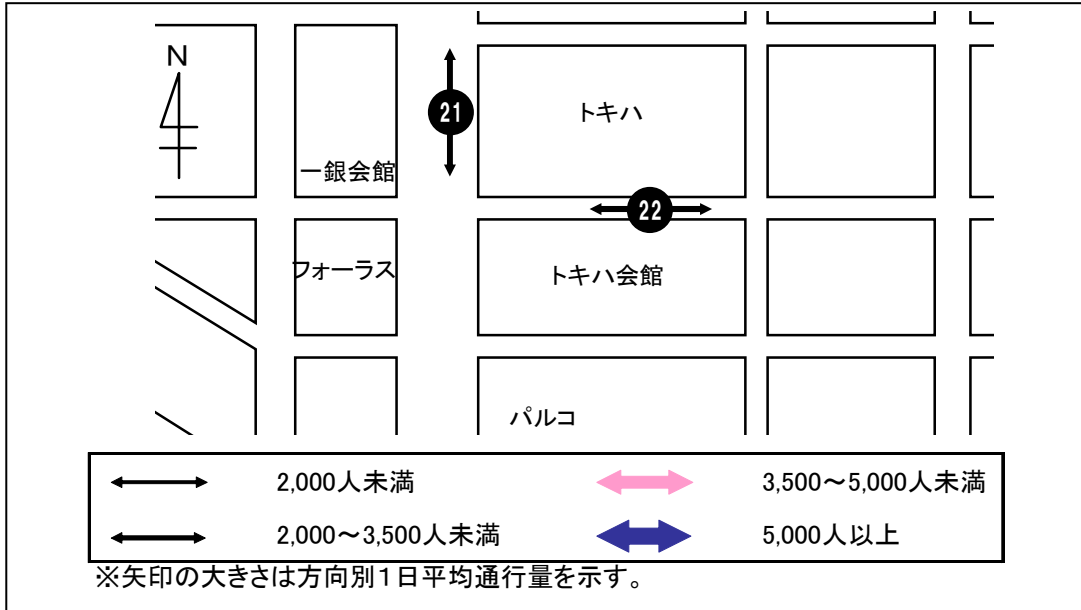 N
21
トキハ
一銀会館
22
フォーラス
トキハ会館
パルコ
2,000人未満
3,500～5,000人未満
2,000～3,500人未満
5,000人以上
※矢印の大きさは方向別1日平均通行量を示す。